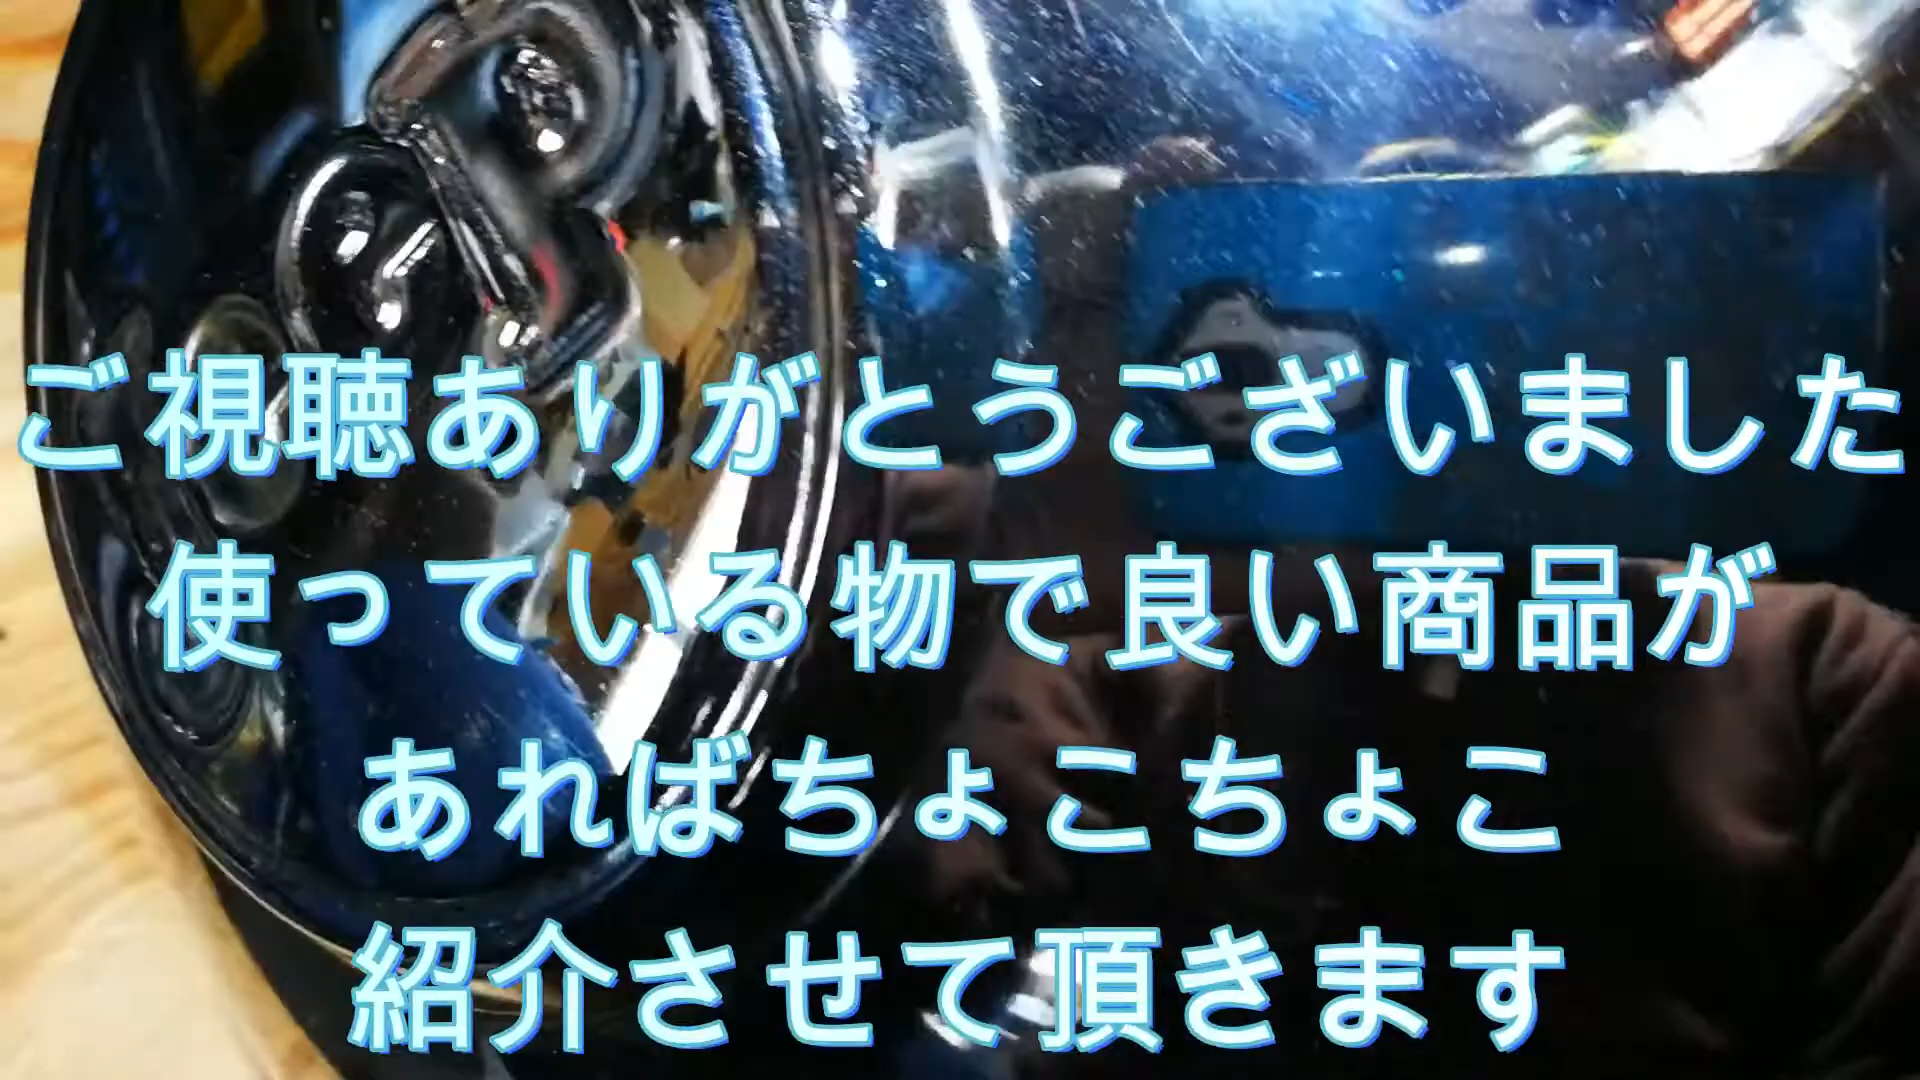 ご視聴ありがとうございました
使っている物で良い商品が
あればちょこちょこ
紹介させて頂きます